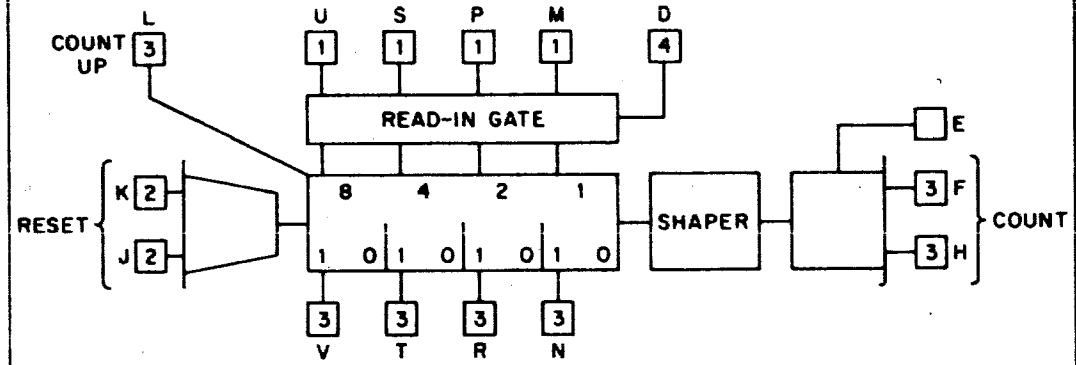 L U S P M D
COUNT UP 3 1 1 1 1 4
READ-IN GATE
E
8 4 2 1
RESET K 2 SHAPER 3 F COUNT
J 2 1 0 1 0 1 0 1 0 3 H
3 3 3 3
V T R N